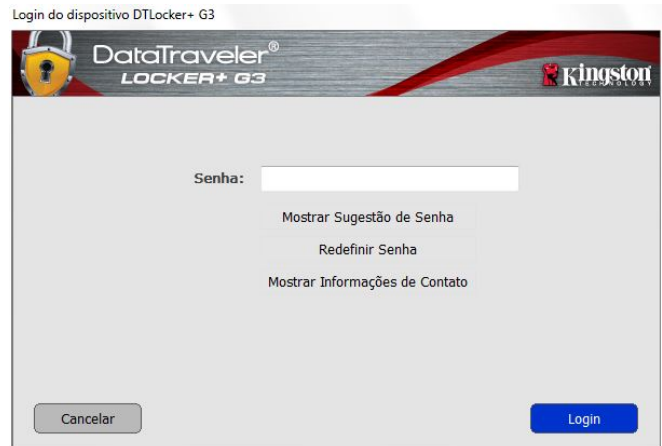 Login do dispositivo DTLocker+ G3
DataTraveler®
LOCKER+ G3
Kingston
TECHNOLOGY
Senha:
Mostrar Sugestão de Senha
Redefinir Senha
Mostrar Informações de Contato
Cancelar
Login